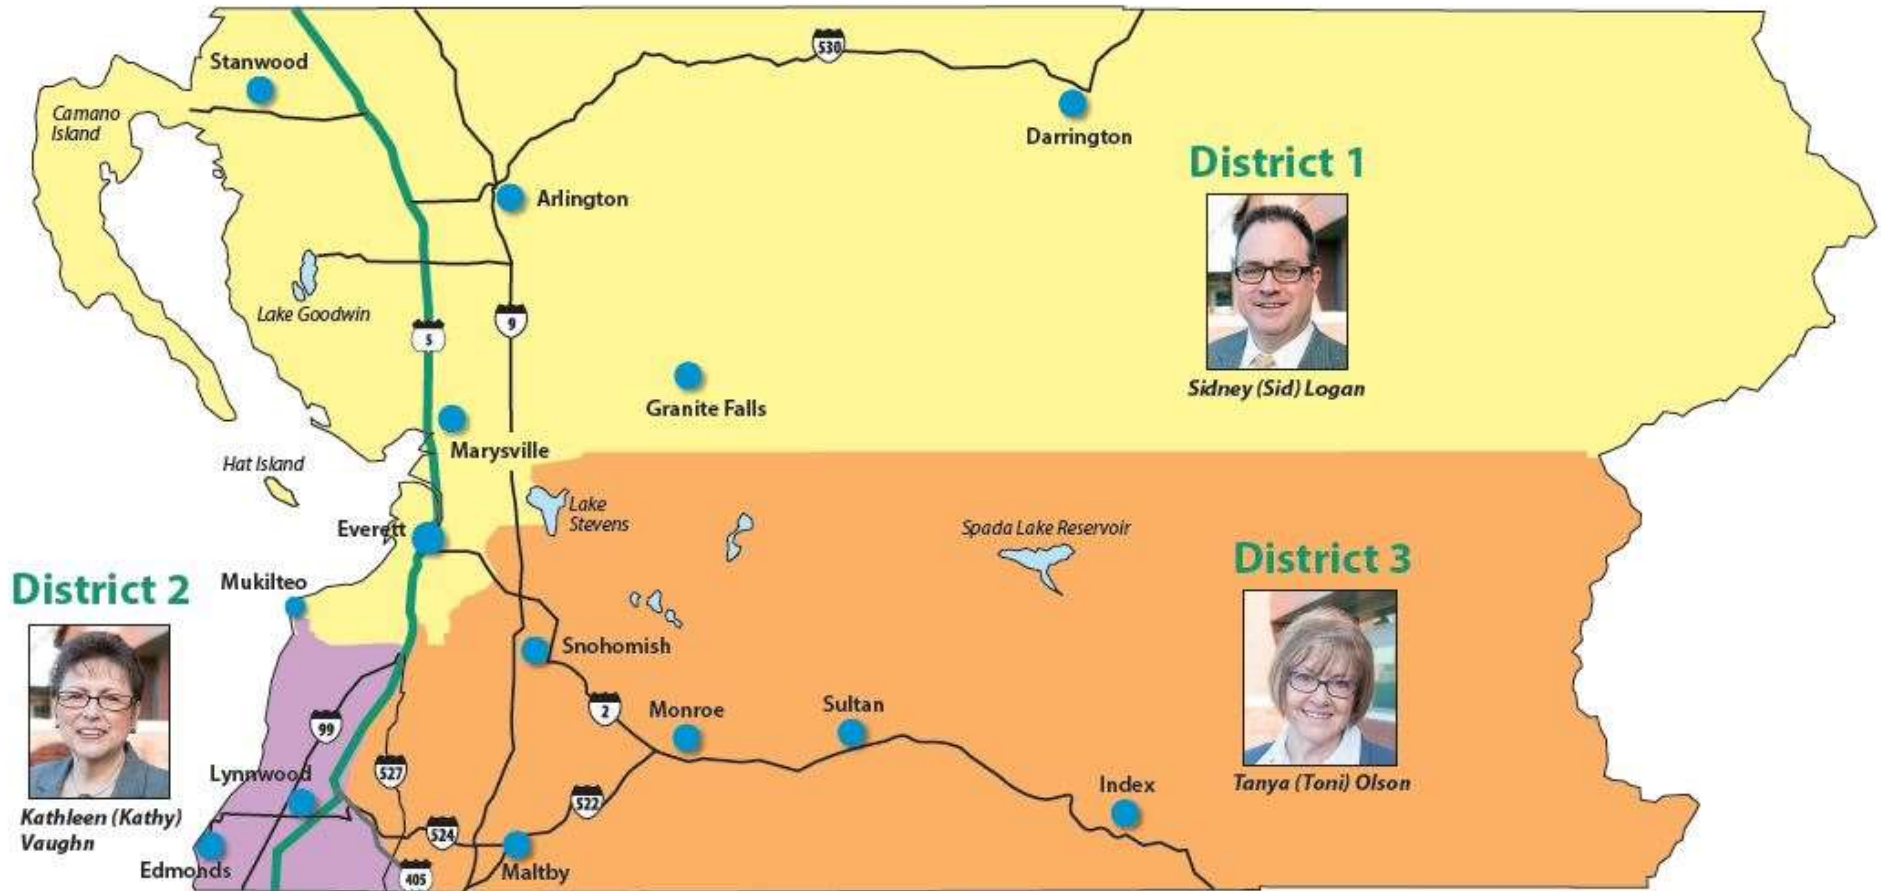 530
Stanwood
Camano
Island
Darrington
District 1
Arlington
Lake Goodwin
5
9
Sidney (Sid) Logan
Granite Falls
Marysville
Hat Island
Lake
Stevens
Everett
Spada Lake Reservoir
District 3
Mukilteo
District 2
Snohomish
2
Monroe
Sultan
99
527
Lynnwood
Index
Tanya (Toni) Olson
522
Kathleen (Kathy)
Vaughn
524
Edmonds
405
Maltby